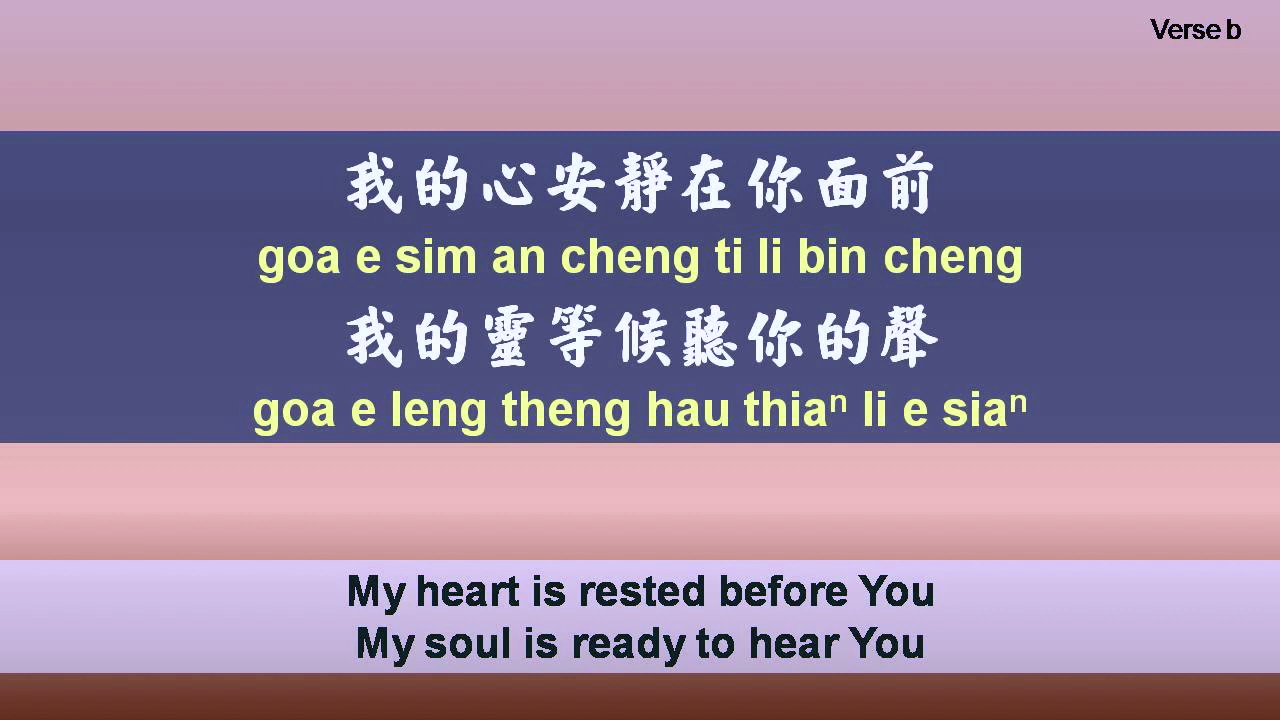 Verse b
我的心安靜在你面前
goa e sim an cheng ti li bin cheng
我的靈等候聽你的聲
goa e leng theng hau thiaⁿ li e siaⁿ
My heart is rested before You
My soul is ready to hear You